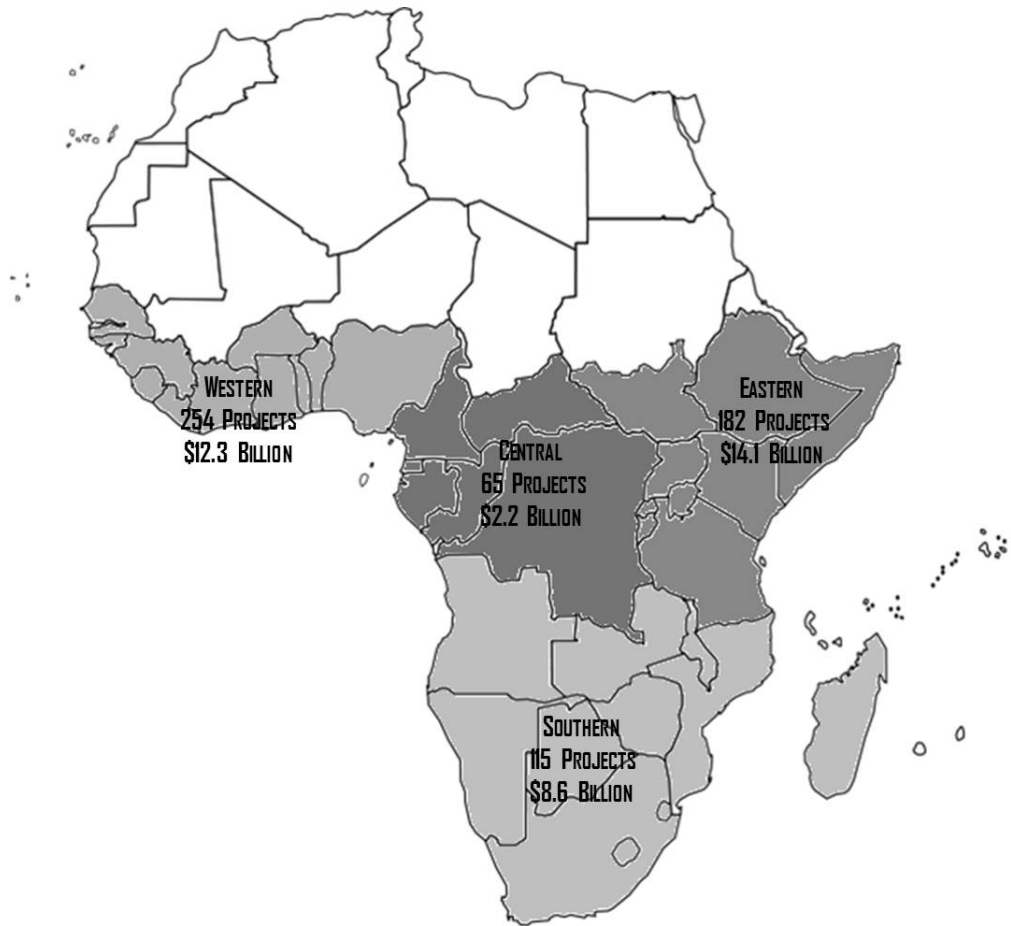 Western
254 Projects
$12.3 Billion
Eastern
182 Projects
$14.1 Billion
Central
65 Projects
$2.2 Billion
Southern
115 Projects
$8.6 Billion